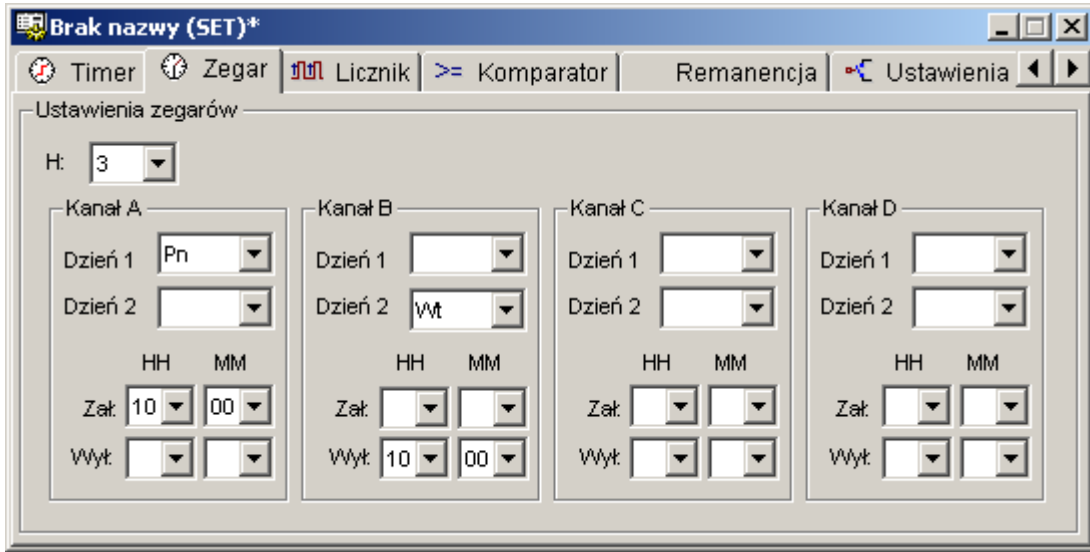 Brak nazwy (SET)*
Timer Zegar Licznik >= Komparator Remanencja Ustawienia
Ustawienia zegarów
H: 3
Kanał A Kanał B Kanał C Kanał D
Dzień 1 Pn Dzień 1 Dzień 1 Dzień 1
Dzień 2 Dzień 2 Wt Dzień 2 Dzień 2
HH MM HH MM HH MM HH MM
Zał: 10 00 Zał: Zał: Zał:
Wył: Wył: 10 00 Wył: Wył: